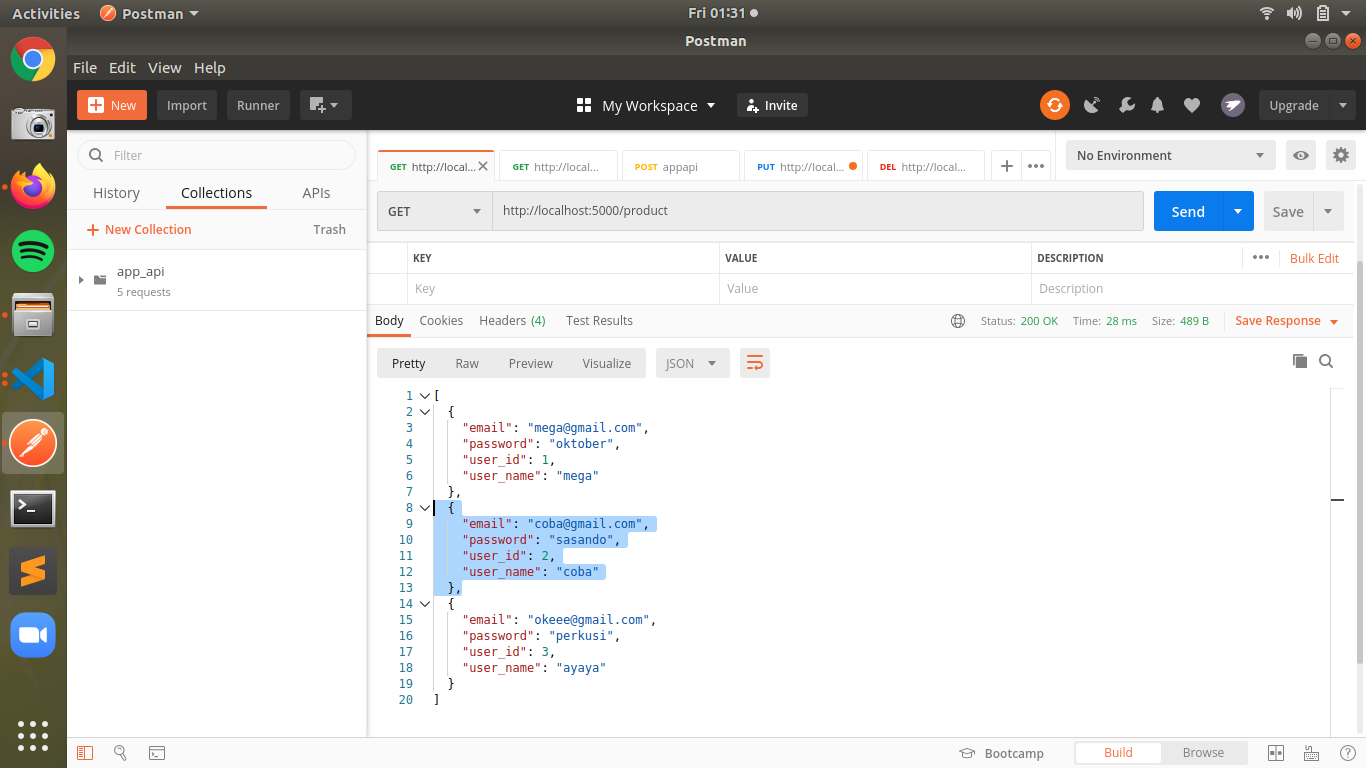 Activities Postman Fri 01:31
Postman
File Edit View Help
New Import Runner My Workspace Invite Upgrade
Filter
History Collections APIs
New Collection Trash
app_api
5 requests
GET http://local... GET http://local... POST appapi PUT http://local... DEL http://local... No Environment
GET http://localhost:5000/product Send Save
KEY VALUE DESCRIPTION Bulk Edit
Key Value Description
Body Cookies Headers (4) Test Results Status: 200 OK Time: 28 ms Size: 489 B Save Response
Pretty Raw Preview Visualize JSON
1 [
2 {
3 "email": "mega@gmail.com",
4 "password": "oktober",
5 "user_id": 1,
6 "user_name": "mega"
7 },
8 {
9 "email": "coba@gmail.com",
10 "password": "sasando",
11 "user_id": 2,
12 "user_name": "coba"
13 },
14 {
15 "email": "okeee@gmail.com",
16 "password": "perkusi",
17 "user_id": 3,
18 "user_name": "ayaya"
19 }
20 ]
Bootcamp Build Browse